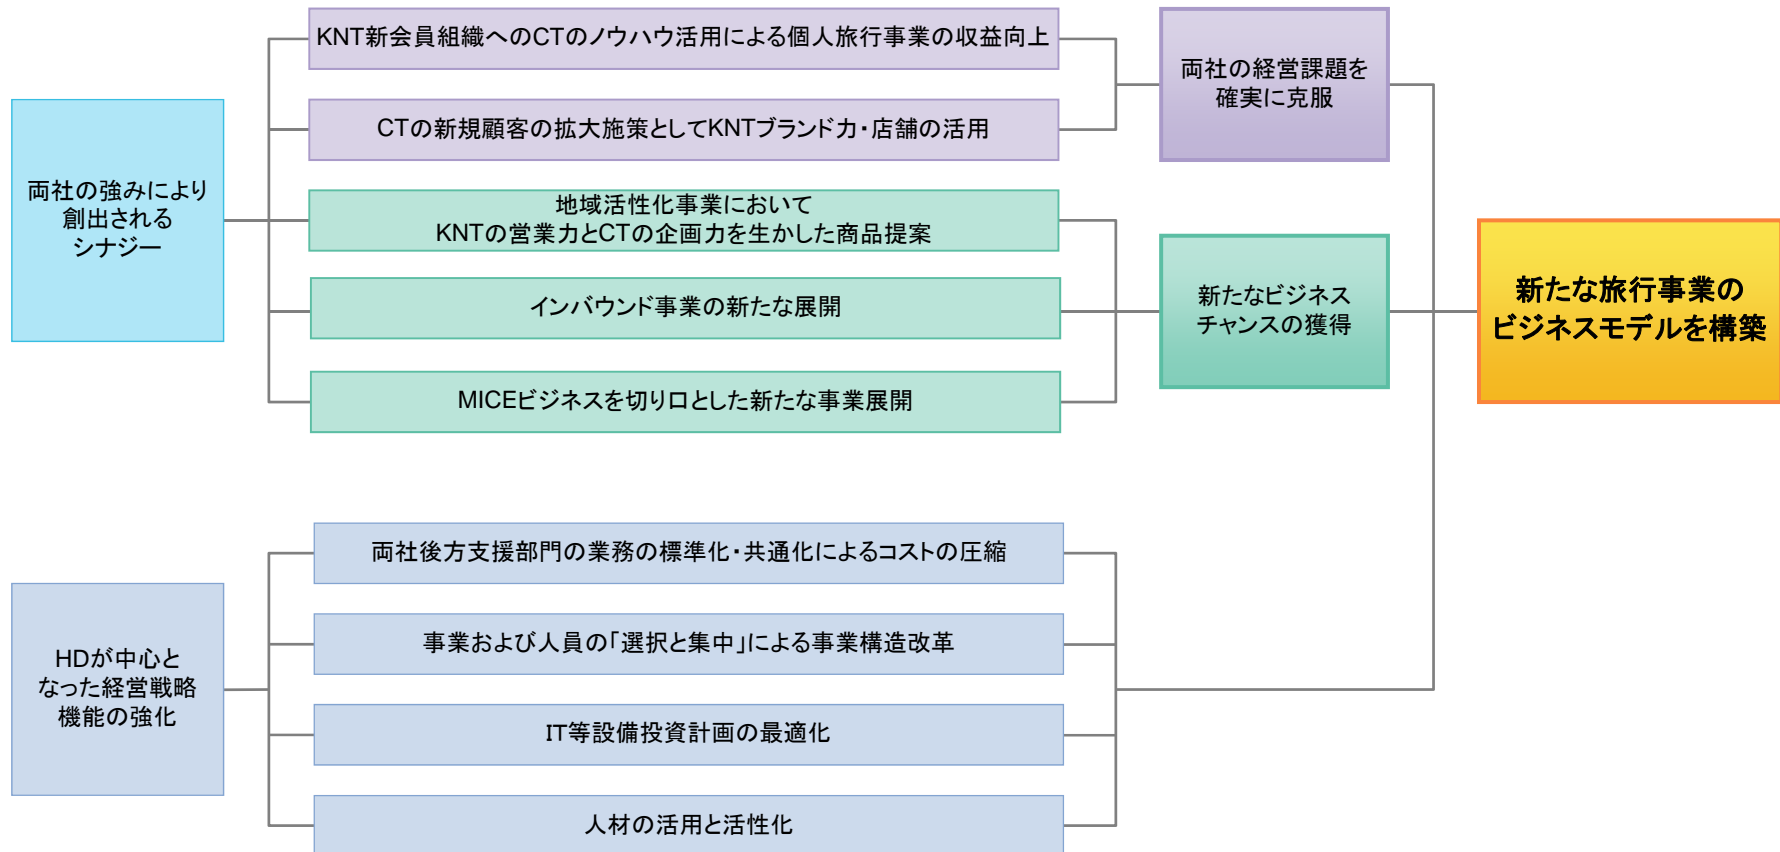 両社の強みにより
創出される
シナジー
KNT新会員組織へのCTのノウハウ活用による個人旅行事業の収益向上
CTの新規顧客の拡大施策としてKNTブランド力・店舗の活用
地域活性化事業において
KNTの営業力とCTの企画力を生かした商品提案
インバウンド事業の新たな展開
MICEビジネスを切り口とした新たな事業展開
両社の経営課題を
確実に克服
新たなビジネス
チャンスの獲得
新たな旅行事業の
ビジネスモデルを構築
HDが中心と
なった経営戦略
機能の強化
両社後方支援部門の業務の標準化・共通化によるコストの圧縮
事業および人員の「選択と集中」による事業構造改革
IT等設備投資計画の最適化
人材の活用と活性化